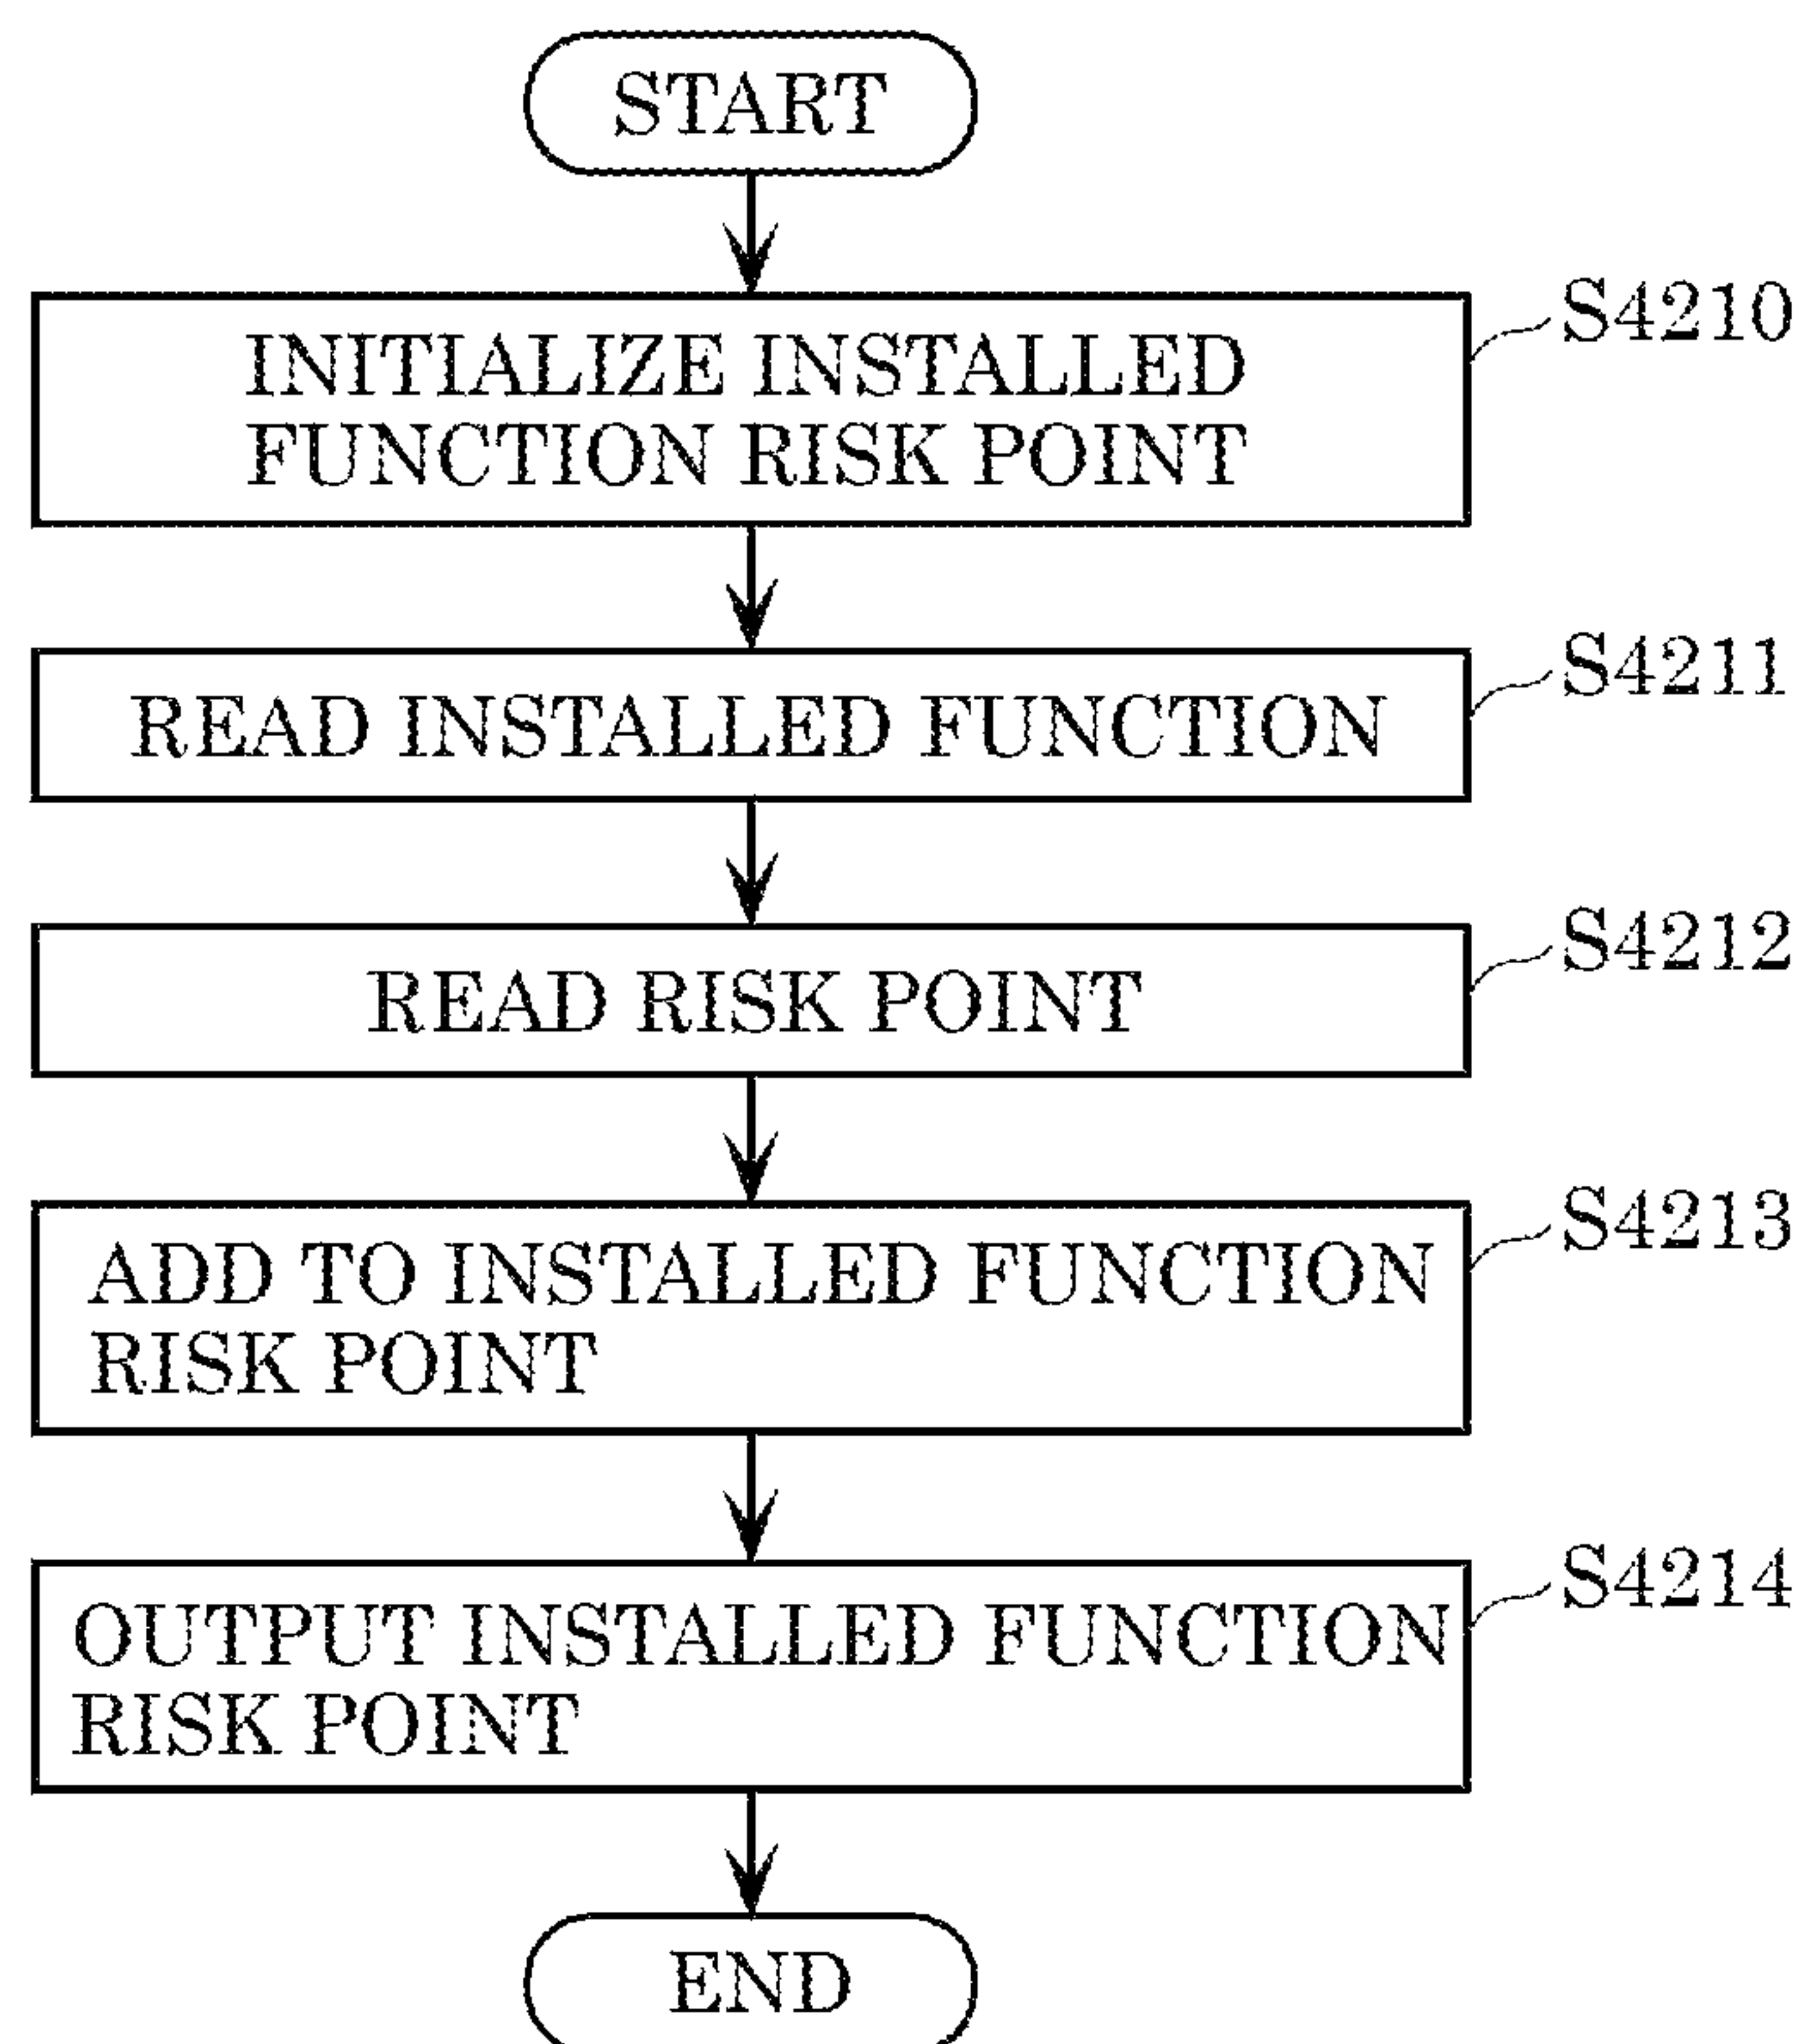 START
S4210
INITIALIZE INSTALLED
FUNCTION RISK POINT
S4211
READ INSTALLED FUNCTION
S4212
READ RISK POINT
S4213
ADD TO INSTALLED FUNCTION
RISK POINT
S4214
OUTPUT INSTALLED FUNCTION
RISK POINT
END